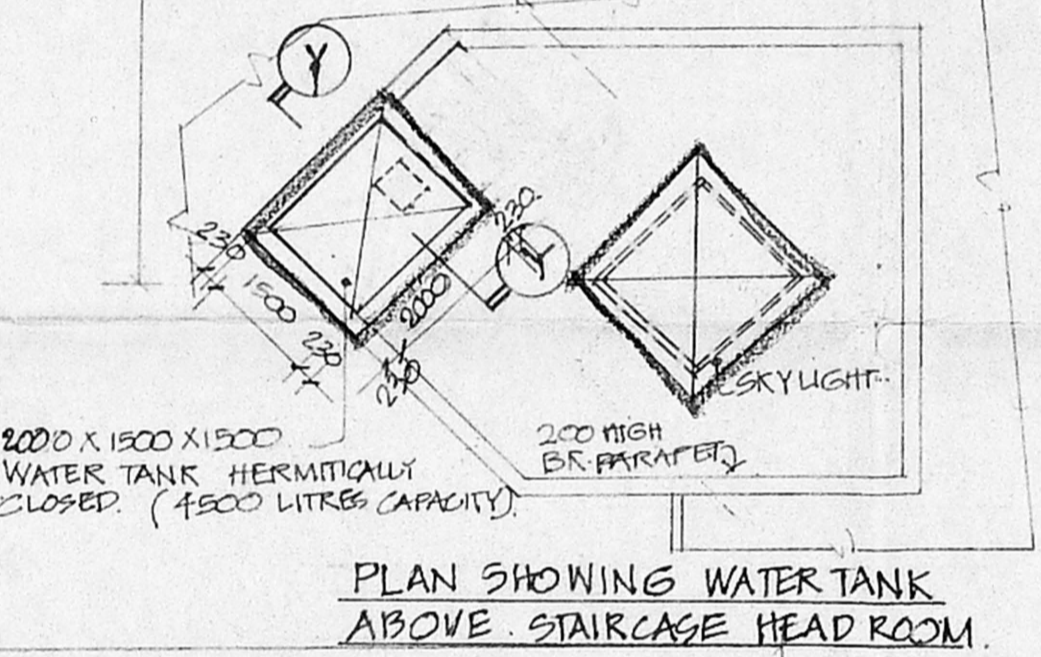 Y
Y
230
1500
230
230
2000
230
SKYLIGHT
200 HIGH
BR. PARAPET
2000 X 1500 X 1500
WATER TANK HERMITICALLY
CLOSED. (4500 LITRES CAPACITY).
PLAN SHOWING WATER TANK
ABOVE STAIRCASE HEAD ROOM.